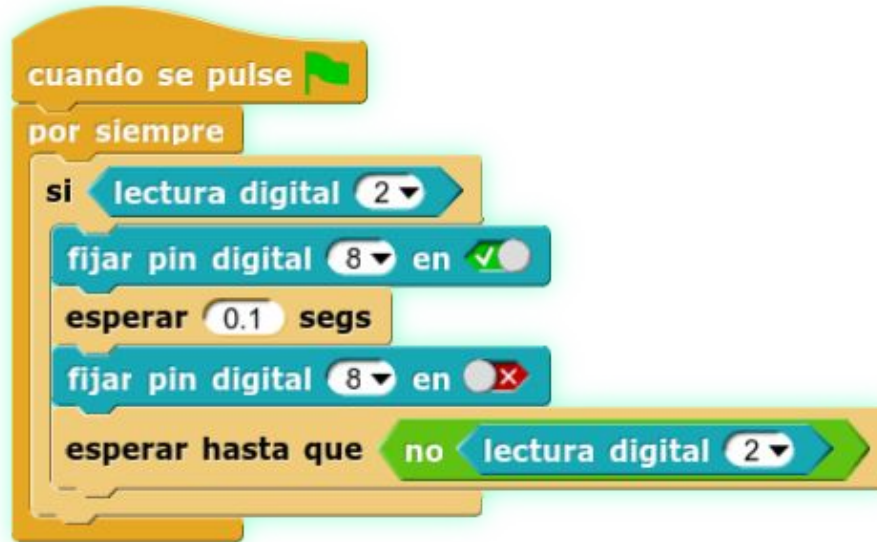 cuando se pulse
por siempre
si lectura digital 2
fijar pin digital 8 en
esperar 0.1 segs
fijar pin digital 8 en
esperar hasta que no lectura digital 2